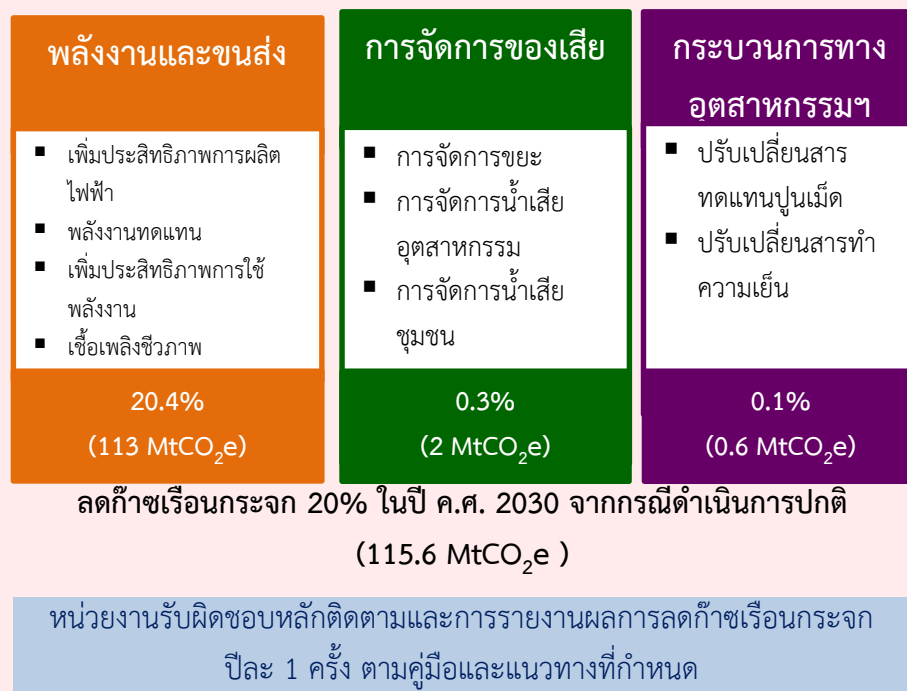 พลังงานและขนส่ง
■ เพิ่มประสิทธิภาพการผลิต
ไฟฟ้า
■ พลังงานทดแทน
■ เพิ่มประสิทธิภาพการใช้
พลังงาน
■ เชื้อเพลิงชีวภาพ
20.4%
(113 MtCO₂e)
การจัดการของเสีย
■ การจัดการขยะ
■ การจัดการน้ำเสีย
อุตสาหกรรม
■ การจัดการน้ำเสีย
ชุมชน
0.3%
(2 MtCO₂e)
กระบวนการทาง
อุตสาหกรรมฯ
■ ปรับเปลี่ยนสาร
ทดแทนปูนเม็ด
■ ปรับเปลี่ยนสารทำ
ความเย็น
0.1%
(0.6 MtCO₂e)
ลดก๊าซเรือนกระจก 20% ในปี ค.ศ. 2030 จากกรณีดำเนินการปกติ
(115.6 MtCO₂e )
หน่วยงานรับผิดชอบหลักติดตามและการรายงานผลการลดก๊าซเรือนกระจก
ปีละ 1 ครั้ง ตามคู่มือและแนวทางที่กำหนด